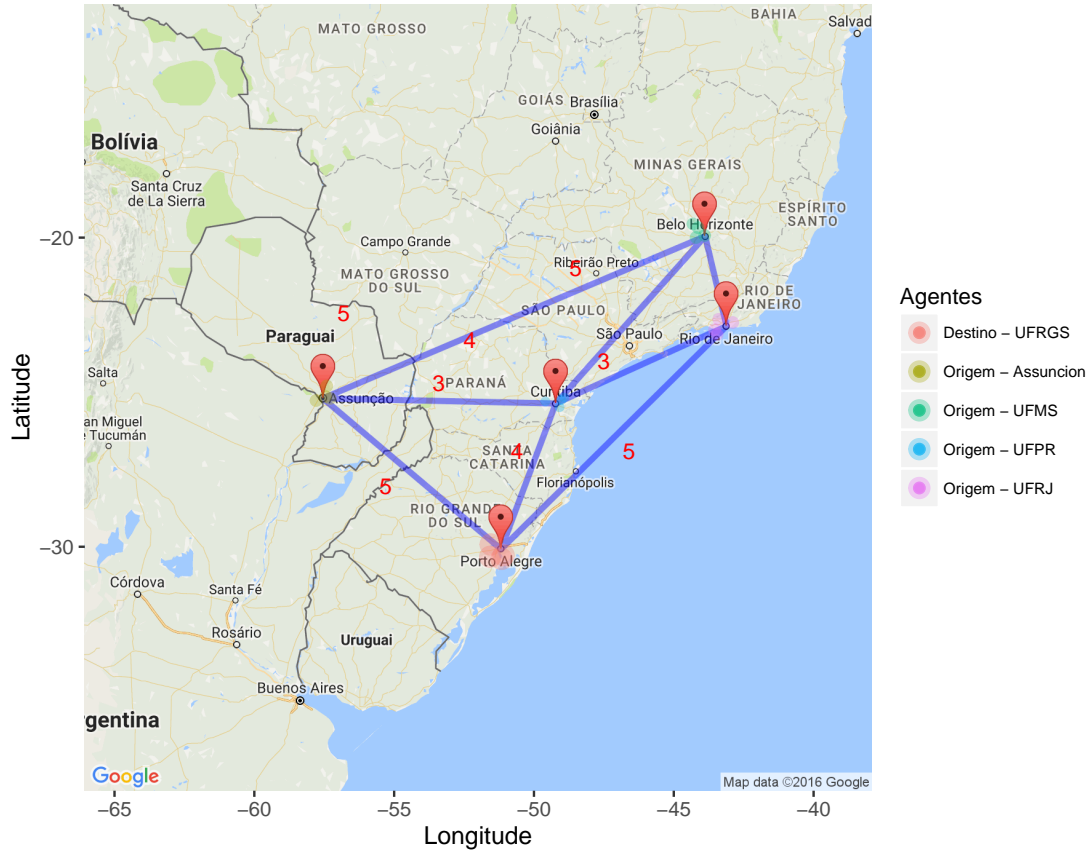 BAHIA
Salvad
MATO GROSSO
GOIÁS
Brasília
Goiânia
Bolívia
Santa Cruz
de La Sierra
MINAS GERAIS
Belo Horizonte
ESPÍRITO
SANTO
Campo Grande
Ribeirão Preto
5
MATO GROSSO
DO SUL
RIO DE
JANEIRO
5
SÃO PAULO
Paraguai
4
São Paulo
Rio de Janeiro
3
Salta
3
PARANÁ
Curitiba
Assunção
an Miguel
e Tucumán
4
SANTA
CATARINA
5
Florianópolis
5
RIO GRANDE
DO SUL
Porto Alegre
Córdova
Santa Fé
Rosário
Uruguai
Buenos Aires
rgentina
Google
Map data ©2016 Google
−20
−30
Latitude
−65
−60
−55
−50
−45
−40
Longitude
Agentes
Destino − UFRGS
Origem − Assuncion
Origem − UFMS
Origem − UFPR
Origem − UFRJ